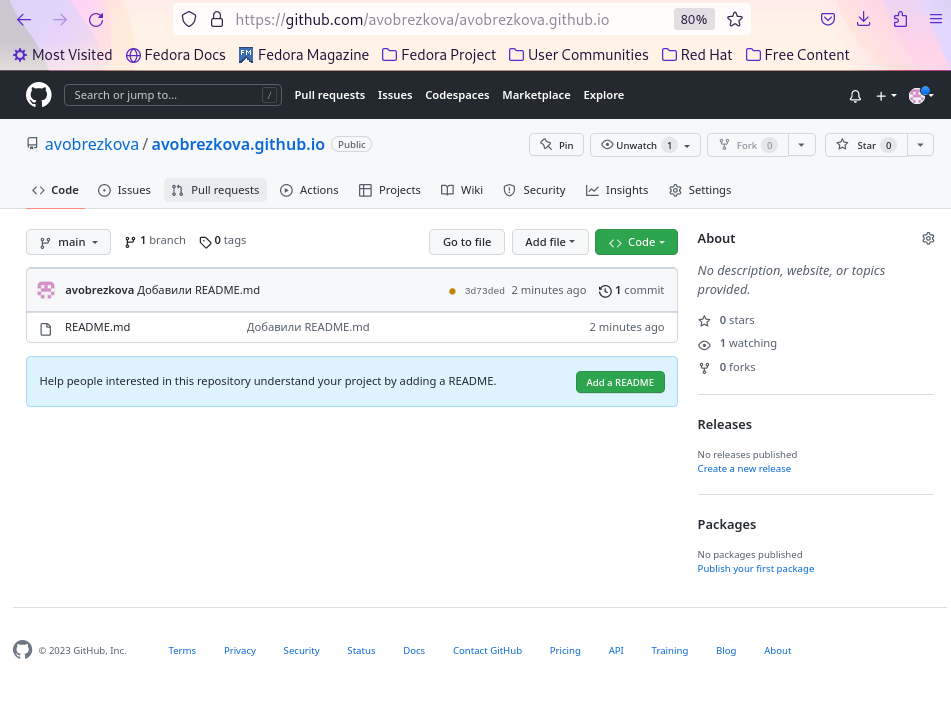 https://github.com/avobrezkova/avobrezkova.github.io 80%
Most Visited Fedora Docs Fedora Magazine Fedora Project User Communities Red Hat Free Content
Search or jump to... / Pull requests Issues Codespaces Marketplace Explore
avobrezkova / avobrezkova.github.io Public Pin Unwatch 1 Fork 0 Star 0
Code Issues Pull requests Actions Projects Wiki Security Insights Settings
main 1 branch 0 tags Go to file Add file Code
avobrezkova Добавили README.md 3d73ded 2 minutes ago 1 commit
README.md Добавили README.md 2 minutes ago
Help people interested in this repository understand your project by adding a README. Add a README
About
No description, website, or topics
provided.
0 stars
1 watching
0 forks
Releases
No releases published
Create a new release
Packages
No packages published
Publish your first package
© 2023 GitHub, Inc. Terms Privacy Security Status Docs Contact GitHub Pricing API Training Blog About